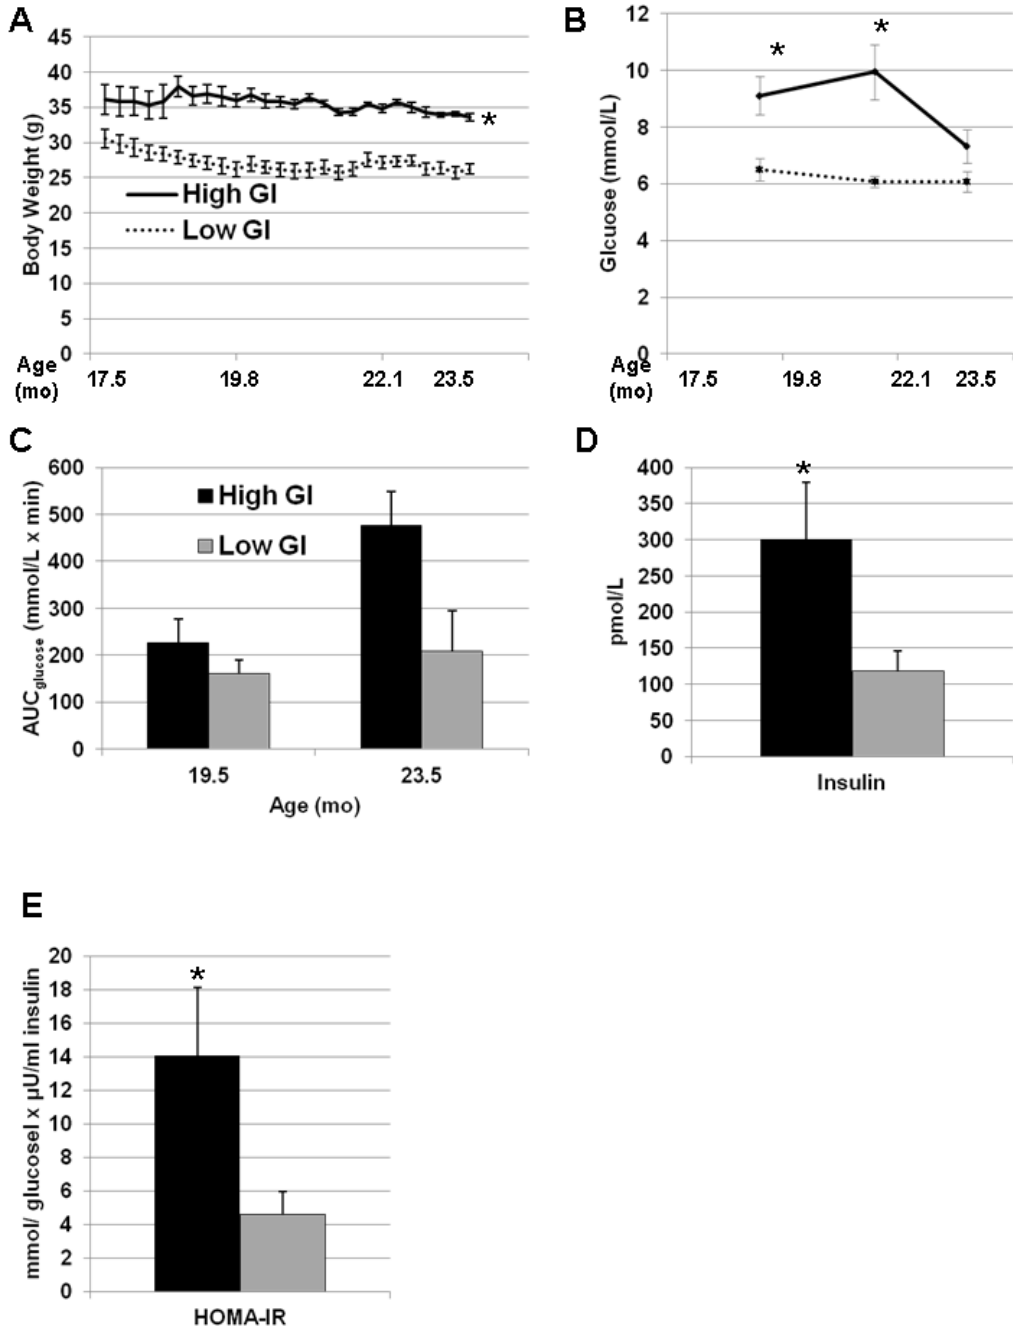 A
45
40
35
30
25
20
15
10
5
0
Body Weight (g)
High GI
Low GI
*
Age
(mo)
17.5 19.8 22.1 23.5
B
12
10
8
6
4
2
0
Glcuose (mmol/L)
* *
Age
(mo)
17.5 19.8 22.1 23.5
C
600
500
400
300
200
100
0
AUCglucose (mmol/L x min)
High GI
Low GI
19.5 23.5
Age (mo)
D
400
350
300
250
200
150
100
50
0
pmol/L
*
Insulin
E
20
18
16
14
12
10
8
6
4
2
0
mmol/ glucosel x µU/ml insulin
*
HOMA-IR